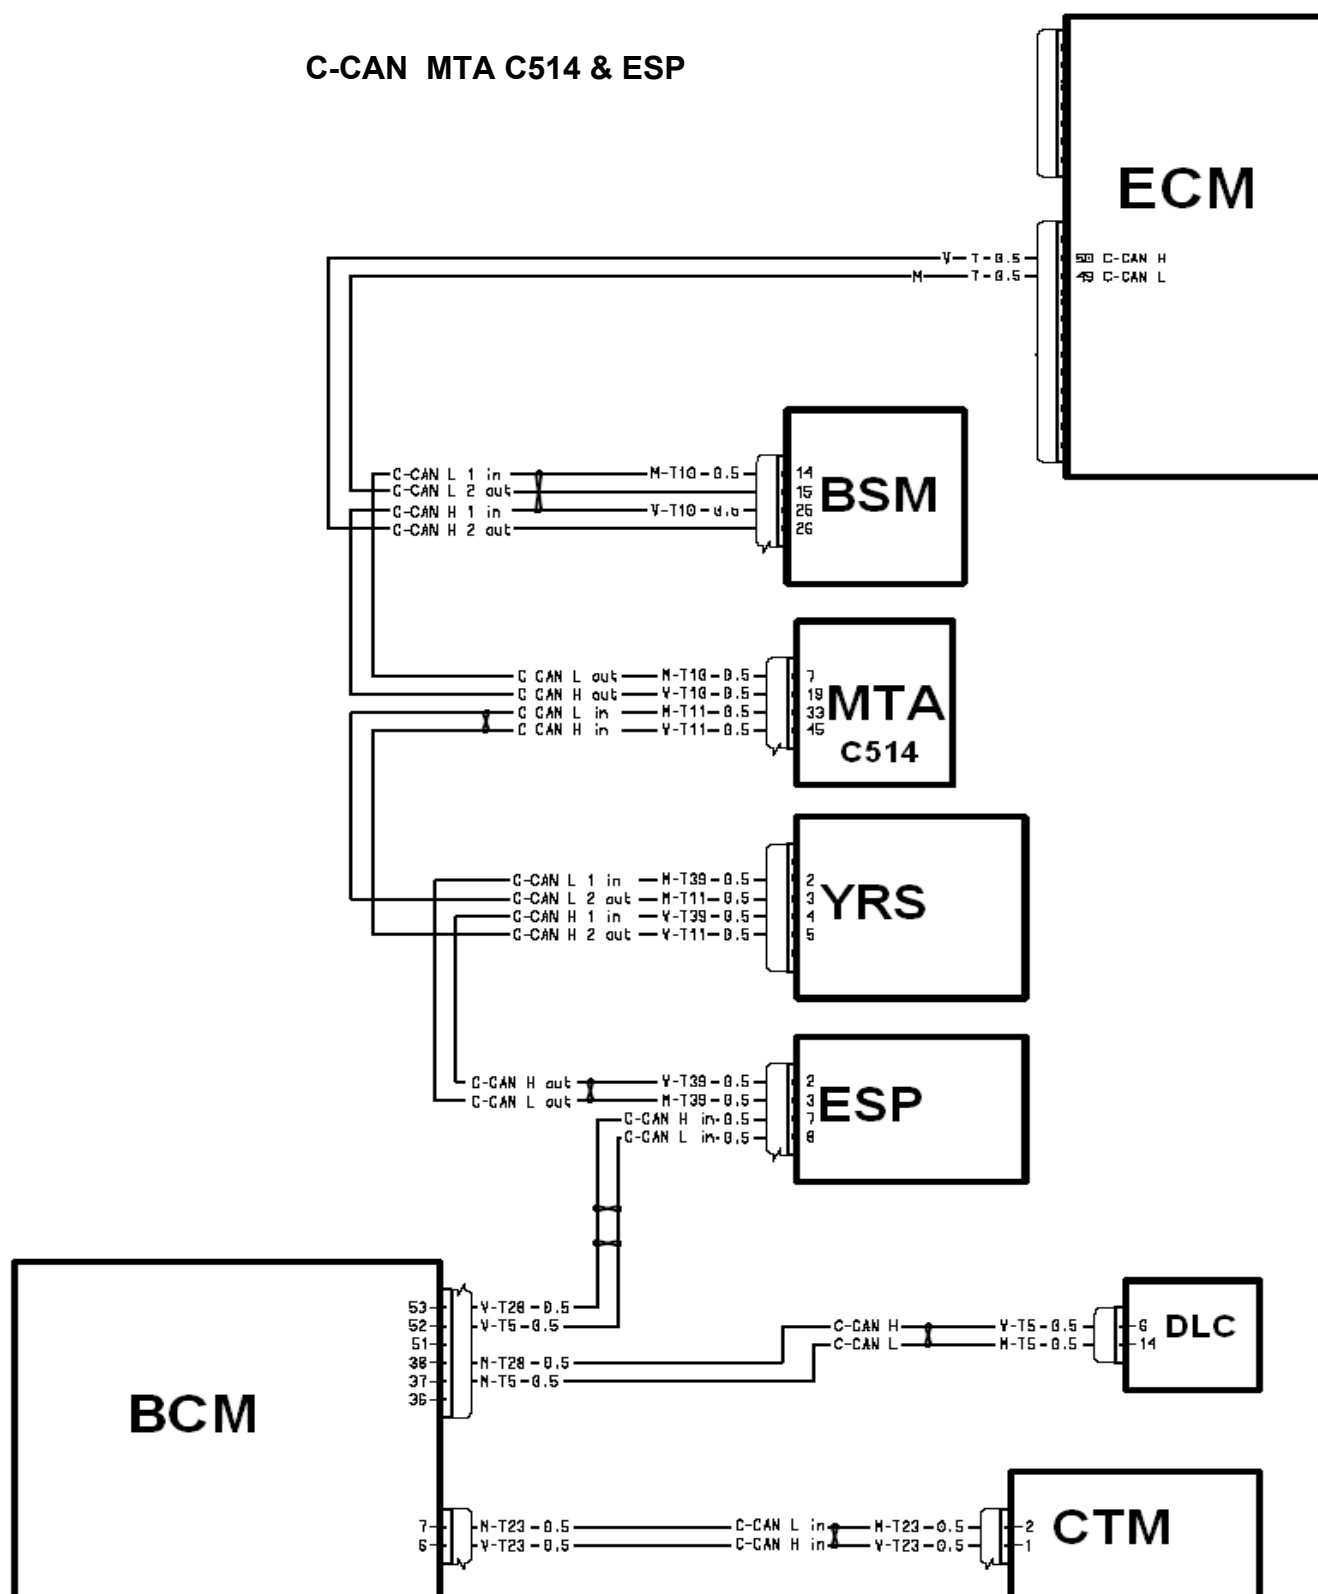 C-CAN MTA C514 & ESP
ECM
V T-0.5 50 C-CAN H
M T-0.5 49 C-CAN L
BSM
C-CAN L 1 in M-T10-0.5 14
C-CAN L 2 out 15
C-CAN H 1 in V-T10-0.5 25
C-CAN H 2 out 26
MTA
C514
C CAN L out M-T10-0.5 7
C CAN H out V-T10-0.5 19
C CAN L in M-T11-0.5 33
C CAN H in V-T11-0.5 45
YRS
C-CAN L 1 in M-T39-0.5 2
C-CAN L 2 out M-T11-0.5 3
C-CAN H 1 in V-T39-0.5 4
C-CAN H 2 out V-T11-0.5 5
ESP
C-CAN H out V-T39-0.5 2
C-CAN L out M-T39-0.5 3
C-CAN H in-0.5 7
C-CAN L in-0.5 8
BCM
53 V-T28-0.5
52 V-T5-0.5
51
38 M-T28-0.5
37 M-T5-0.5
36
C-CAN H V-T5-0.5 6
C-CAN L M-T5-0.5 14
DLC
7 M-T23-0.5 C-CAN L in M-T23-0.5 2
6 V-T23-0.5 C-CAN H in V-T23-0.5 1
CTM